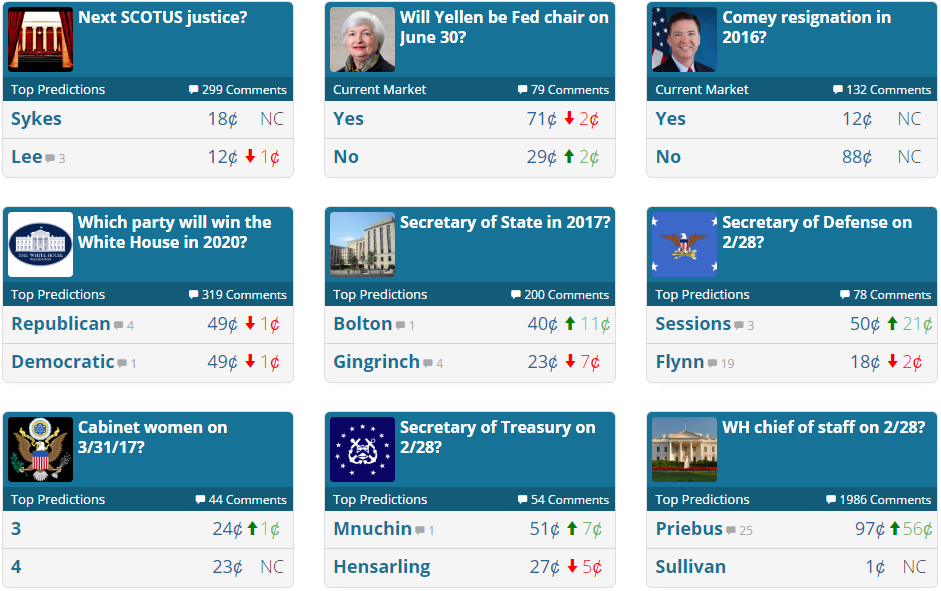 Next SCOTUS justice?
Top Predictions 299 Comments
Sykes 18¢ NC
Lee 3 12¢ 1¢
Will Yellen be Fed chair on
June 30?
Current Market 79 Comments
Yes 71¢ 2¢
No 29¢ 2¢
Comey resignation in
2016?
Current Market 132 Comments
Yes 12¢ NC
No 88¢ NC
Which party will win the
White House in 2020?
THE WHITE HOUSE
WASHINGTON
Top Predictions 319 Comments
Republican 4 49¢ 1¢
Democratic 1 49¢ 1¢
Secretary of State in 2017?
Top Predictions 200 Comments
Bolton 1 40¢ 11¢
Gingrinch 4 23¢ 7¢
Secretary of Defense on
2/28?
Top Predictions 78 Comments
Sessions 3 50¢ 21¢
Flynn 19 18¢ 2¢
Cabinet women on
3/31/17?
Top Predictions 44 Comments
3 24¢ 1¢
4 23¢ NC
Secretary of Treasury on
2/28?
Top Predictions 54 Comments
Mnuchin 1 51¢ 7¢
Hensarling 27¢ 5¢
WH chief of staff on 2/28?
Top Predictions 1986 Comments
Priebus 25 97¢ 56¢
Sullivan 1¢ NC